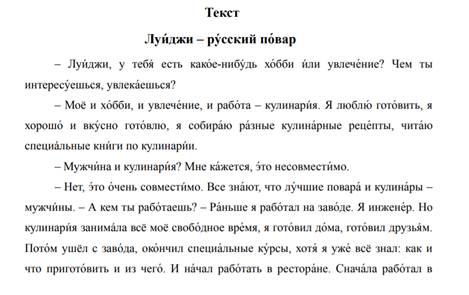 Текст
Луи́джи – ру́сский по́вар
– Луи́джи, у тебя́ есть како́е-нибу́дь хо́бби и́ли увлече́ние? Чем ты
интересу́ешься, увлека́ешься?
– Моё и хо́бби, и увлече́ние, и рабо́та – кулинари́я. Я люблю́ гото́вить, я
хорошо́ и вку́сно гото́влю, я собира́ю ра́зные кулина́рные реце́пты, чита́ю
специа́льные кни́ги по кулинари́и.
– Мужчи́на и кулинари́я? Мне ка́жется, э́то несовмести́мо.
– Нет, э́то о́чень совмести́мо. Все зна́ют, что лу́чшие повара́ и кулина́ры –
мужчи́ны. – А кем ты рабо́таешь? – Ра́ньше я рабо́тал на заво́де. Я инжене́р. Но
кулинари́я занима́ла всё моё свобо́дное вре́мя, я гото́вил до́ма, гото́вил друзья́м.
Пото́м ушёл с заво́да, око́нчил специа́льные ку́рсы, хотя́ я уже́ всё знал: как и
что пригото́вить и из чего́. И на́чал рабо́тать в рестора́не. Снача́ла рабо́тал в